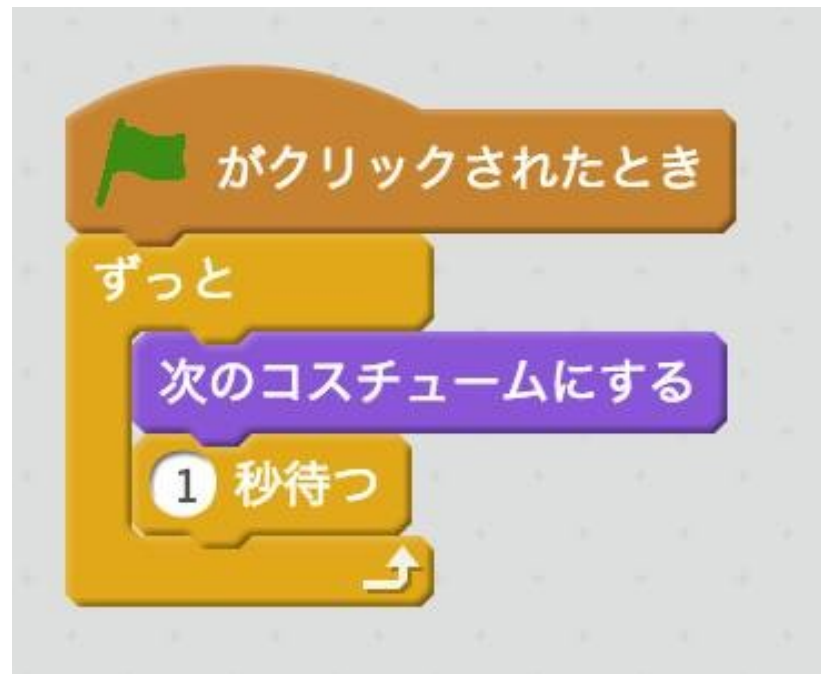 がクリックされたとき
ずっと
次のコスチュームにする
1 秒待つ